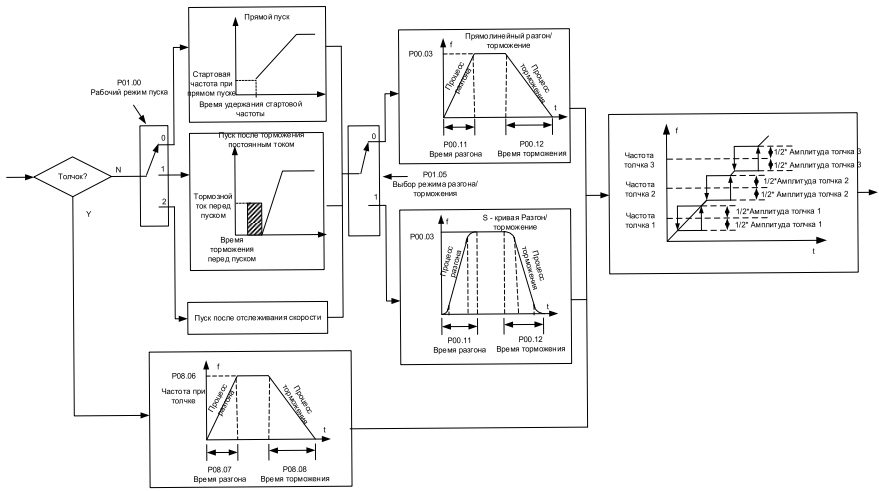 Прямой пуск
Стартовая
частота при
прямом пуске
Время удержания стартовой
частоты
P01.00
Рабочий режим пуска
0
1
2
Толчок?
N
Y
Пуск после торможения
постоянным током
Тормозной
ток перед
пуском
Время
торможения
перед пуском
Пуск после отслеживания скорости
0
1
P01.05
Выбор режима разгона/
торможения
Прямолинейный разгон/
торможение
f
P00.03
Процесс
разгона
Процесс
торможения
t
P00.11
Время разгона
P00.12
Время торможения
S - кривая Разгон/
торможение
f
P00.03
Процесс
разгона
Процесс
торможения
t
P00.11
Время разгона
P00.12
Время торможения
P08.06
f
Частота при
толчке
Процесс
разгона
Процесс
торможения
t
P08.07
Время разгона
P08.08
Время торможения
f
Частота
толчка 3
1/2* Амплитуда толчка 3
1/2* Амплитуда толчка 3
Частота
толчка 2
1/2*Амплитуда толчка 2
1/2*Амплитуда толчка 2
Частота
толчка 1
1/2*Амплитуда толчка 1
1/2*Амплитуда толчка 1
t